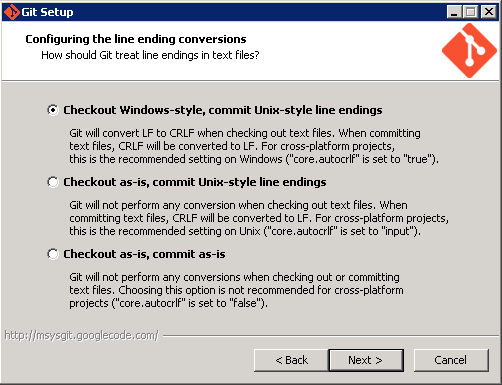 Git Setup
Configuring the line ending conversions
How should Git treat line endings in text files?
Checkout Windows-style, commit Unix-style line endings
Git will convert LF to CRLF when checking out text files. When committing
text files, CRLF will be converted to LF. For cross-platform projects,
this is the recommended setting on Windows ("core.autocrlf" is set to "true").
Checkout as-is, commit Unix-style line endings
Git will not perform any conversion when checking out text files. When
committing text files, CRLF will be converted to LF. For cross-platform projects,
this is the recommended setting on Unix ("core.autocrlf" is set to "input").
Checkout as-is, commit as-is
Git will not perform any conversions when checking out or committing
text files. Choosing this option is not recommended for cross-platform
projects ("core.autocrlf" is set to "false").
http://msysgit.googlecode.com/
< Back
Next >
Cancel